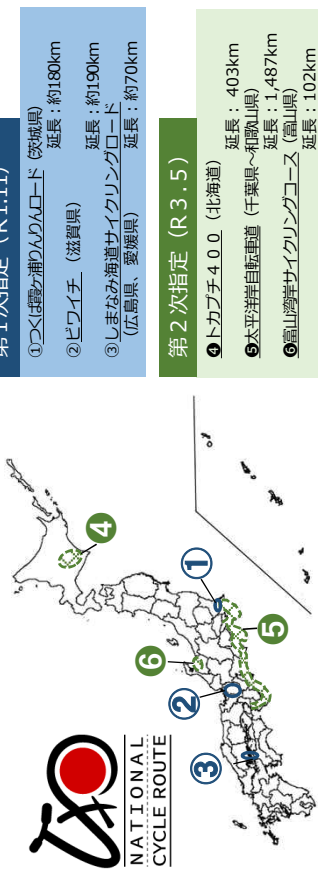 NATIONAL
CYCLE ROUTE
①
②
③
④
⑤
⑥
第1次指定（R1.11）
①つくば霞ヶ浦りんりんロード（茨城県）
延長：約180km
②ビワイチ（滋賀県）
延長：約190km
③しまなみ海道サイクリングロード
（広島県、愛媛県） 延長：約70km
第２次指定（Ｒ３.５）
❹トカプチ４００（北海道）
延長： 403km
❺太平洋岸自転車道（千葉県～和歌山県）
延長：1,487km
❻富山湾岸サイクリングコース（富山県）
延長：102km